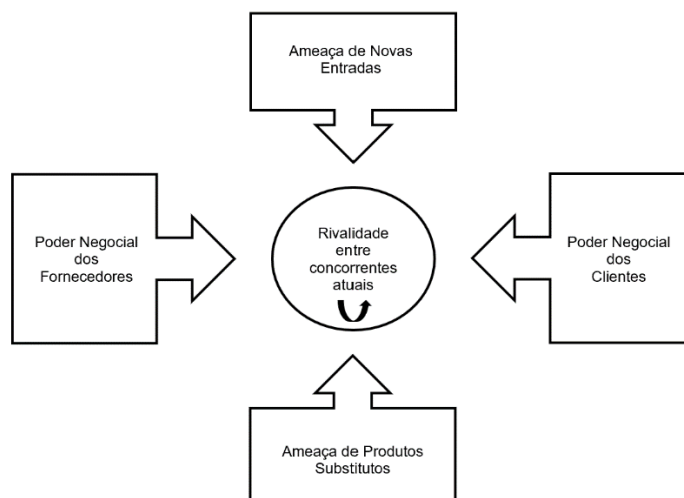 Ameaça de Novas
Entradas
Poder Negocial
dos
Fornecedores
Rivalidade
entre
concorrentes
atuais
Poder Negocial
dos
Clientes
Ameaça de Produtos
Substitutos